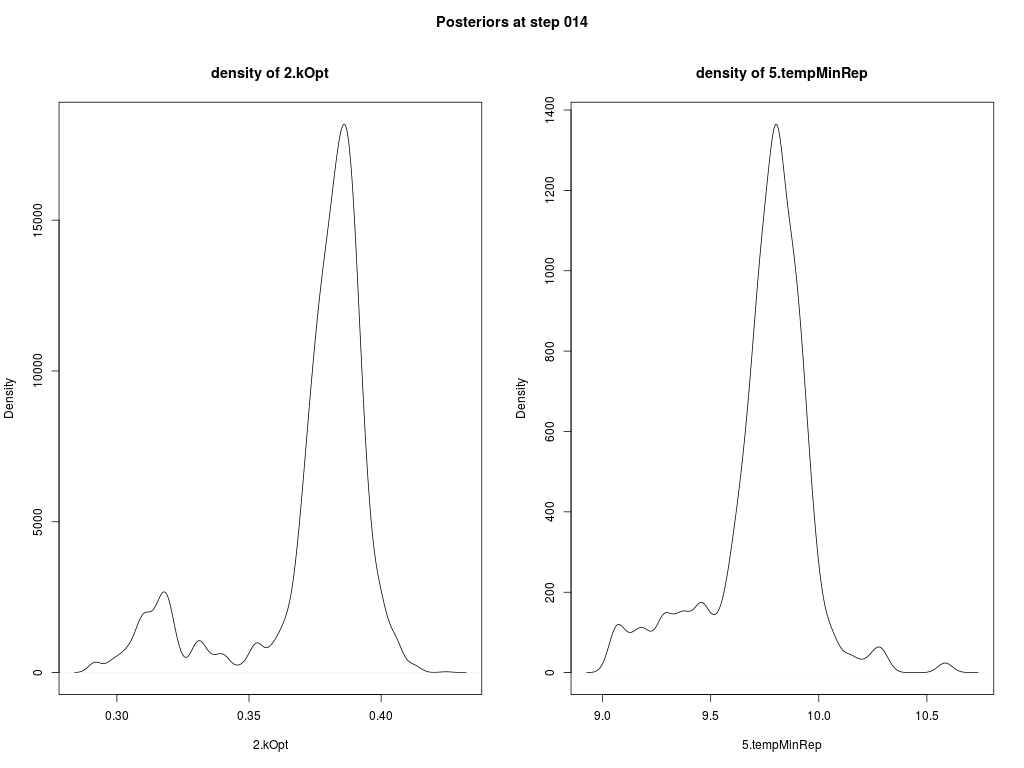 Posteriors at step 014
density of 2.kOpt
Density
0
5000
10000
15000
0.30 0.35 0.40
2.kOpt
density of 5.tempMinRep
Density
0
200
400
600
800
1000
1200
1400
9.0 9.5 10.0 10.5
5.tempMinRep